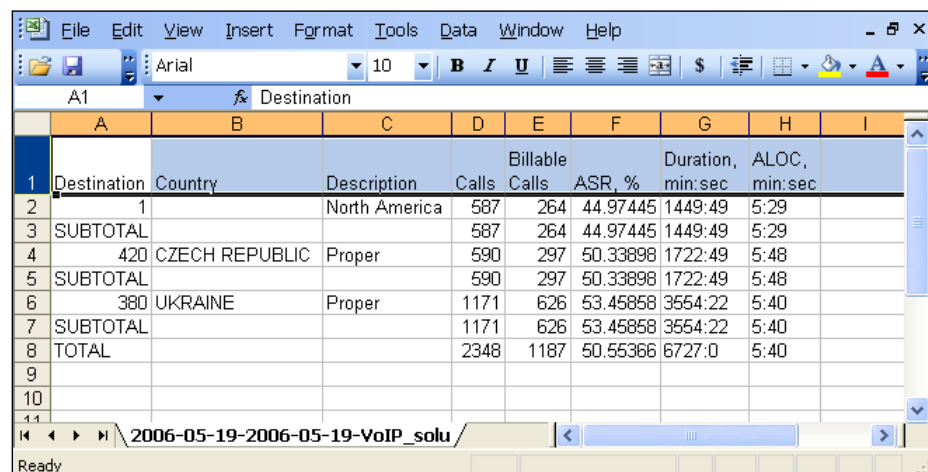 File Edit View Insert Format Tools Data Window Help
Arial 10 B I U $ A
A1 fx Destination
A B C D E F G H I
1 Destination Country Description Calls Billable Calls ASR, % Duration, min:sec ALOC, min:sec
2 1 North America 587 264 44.97445 1449:49 5:29
3 SUBTOTAL 587 264 44.97445 1449:49 5:29
4 420 CZECH REPUBLIC Proper 590 297 50.33898 1722:49 5:48
5 SUBTOTAL 590 297 50.33898 1722:49 5:48
6 380 UKRAINE Proper 1171 626 53.45858 3554:22 5:40
7 SUBTOTAL 1171 626 53.45858 3554:22 5:40
8 TOTAL 2348 1187 50.55366 6727:0 5:40
9
10
11
2006-05-19-2006-05-19-VoIP_solu
Ready